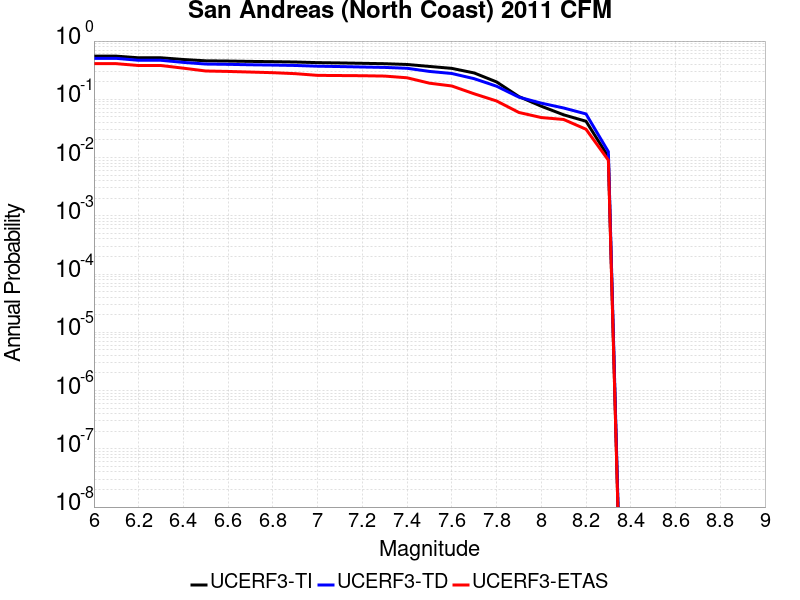 San Andreas (North Coast) 2011 CFM
10^0
10^-1
10^-2
10^-3
10^-4
10^-5
10^-6
10^-7
10^-8
Annual Probability
6 6.2 6.4 6.6 6.8 7 7.2 7.4 7.6 7.8 8 8.2 8.4 8.6 8.8 9
Magnitude
UCERF3-TI UCERF3-TD UCERF3-ETAS